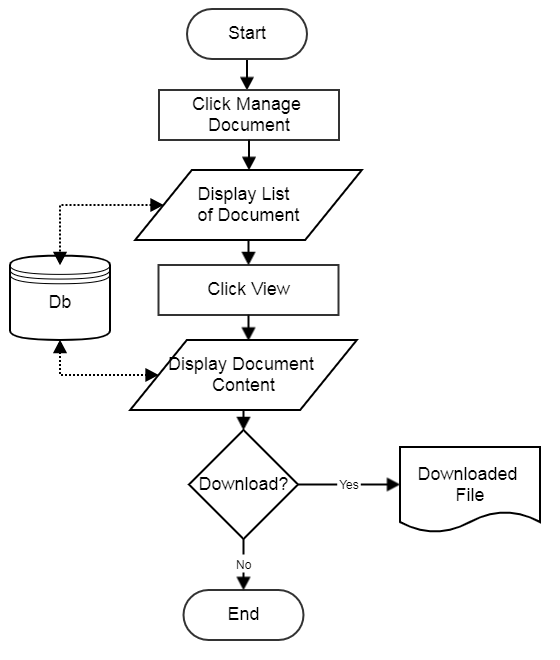 Start
Click Manage
Document
Display List
of Document
Db
Click View
Display Document
Content
Download?
Yes
Downloaded
File
No
End